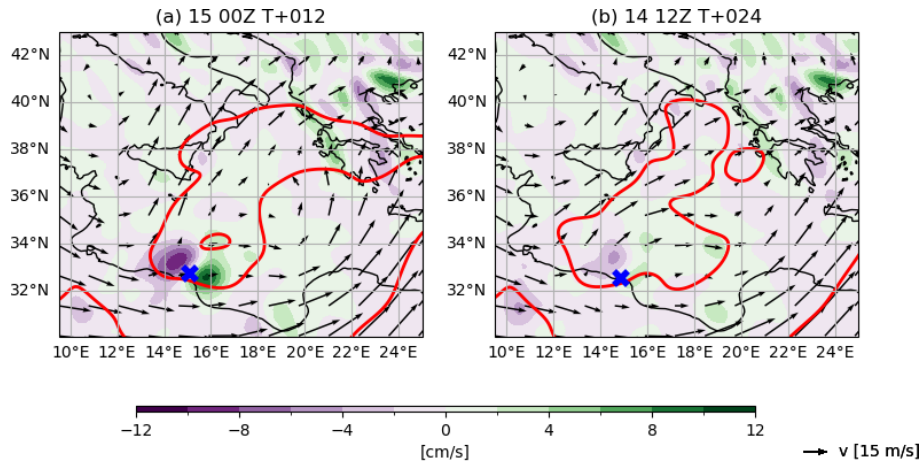 (a) 15 00Z T+012
(b) 14 12Z T+024
42°N
40°N
38°N
36°N
34°N
32°N
42°N
40°N
38°N
36°N
34°N
32°N
10°E 12°E 14°E 16°E 18°E 20°E 22°E 24°E
10°E 12°E 14°E 16°E 18°E 20°E 22°E 24°E
−12 −8 −4 0 4 8 12
[cm/s]
v [15 m/s]